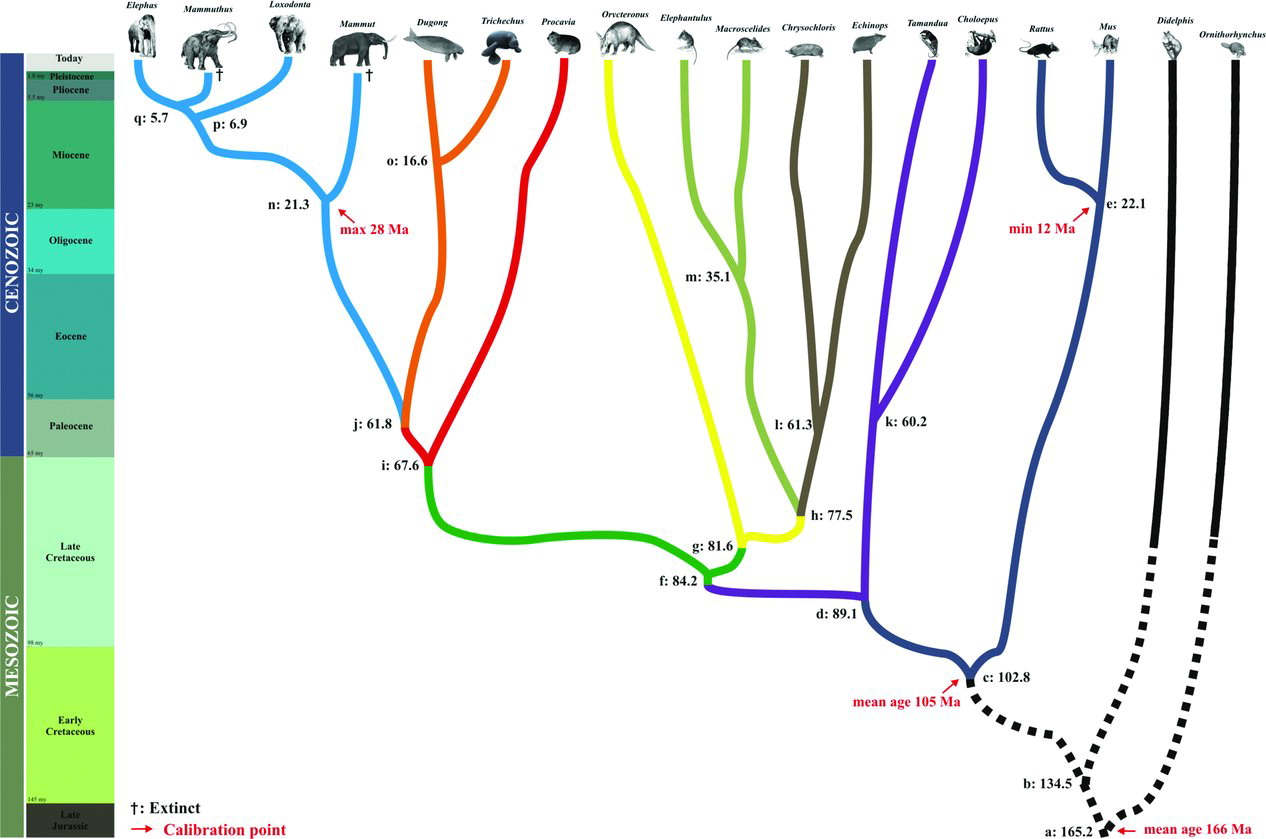 Elephas
Mammuthus
Loxodonta
Mammut
Dugong
Trichechus
Procavia
Orycteropus
Elephantulus
Macroscelides
Chrysochloris
Echinops
Tamandua
Choloepus
Rattus
Mus
Didelphis
Ornithorhynchus
†
†
Today
1.8 my
Pleistocene
Pliocene
5.5 my
q: 5.7
p: 6.9
Miocene
o: 16.6
n: 21.3
e: 22.1
23 my
max 28 Ma
min 12 Ma
Oligocene
CENOZOIC
34 my
m: 35.1
Eocene
56 my
Paleocene
j: 61.8
l: 61.3
k: 60.2
65 my
i: 67.6
h: 77.5
Late
Cretaceous
g: 81.6
f: 84.2
d: 89.1
98 my
MESOZOIC
c: 102.8
mean age 105 Ma
Early
Cretaceous
b: 134.5
145 my
†: Extinct
Late
Jurassic
Calibration point
a: 165.2
mean age 166 Ma